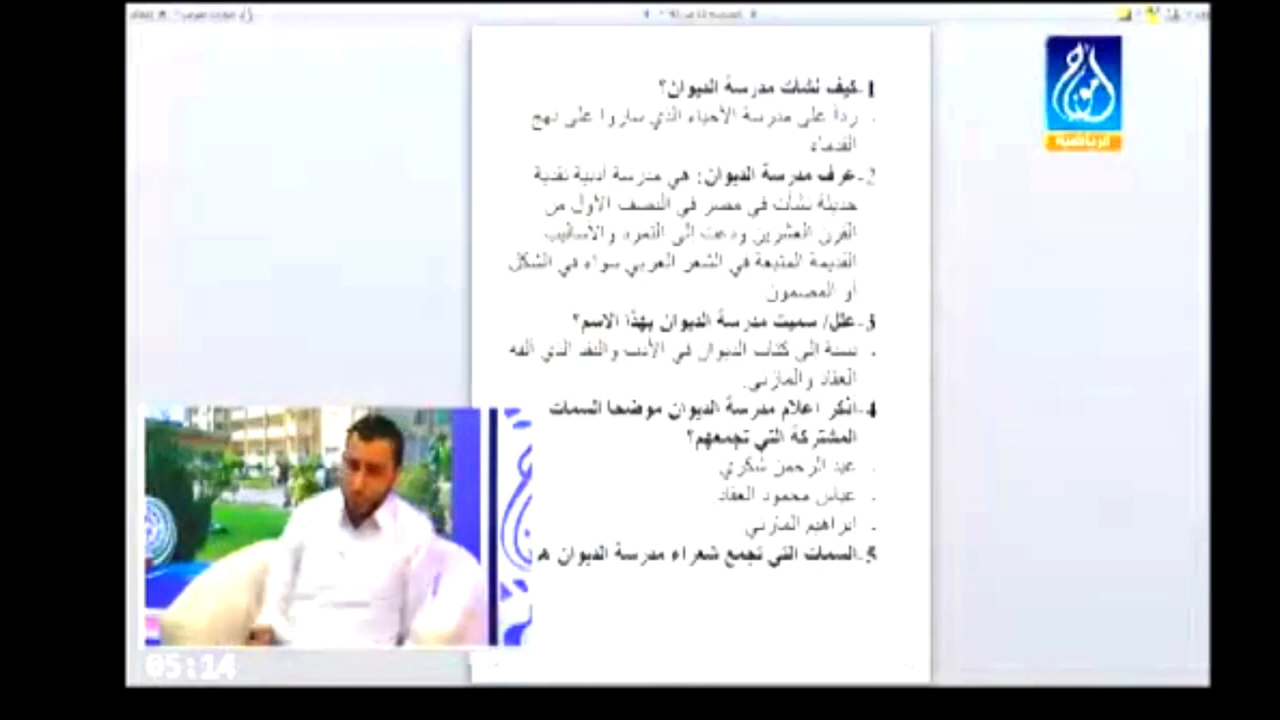 أمواج
الرياضية
1-كيف نشأت مدرسة الديوان؟
. رداً على مدرسة الأحياء الذي ساروا على نهج
القدماء
2-عرف مدرسة الديوان: هي مدرسة أدبية نقدية
حديثة نشأت في مصر في النصف الأول من
القرن العشرين ودعت إلى التمرد والأساليب
القديمة المتبعة في الشعر العربي سواء في الشكل
أو المضمون
3-علل/ سميت مدرسة الديوان بهذا الاسم؟
. نسبة إلى كتاب الديوان في الأدب والنقد الذي ألفه
العقاد والمازني.
4-اذكر اعلام مدرسة الديوان موضحا السمات
المشتركة التي تجمعهم؟
. عبد الرحمن شكري
. عباس محمود العقاد
. ابراهيم المازني
5-السمات التي تجمع شعراء مدرسة الديوان
05:14